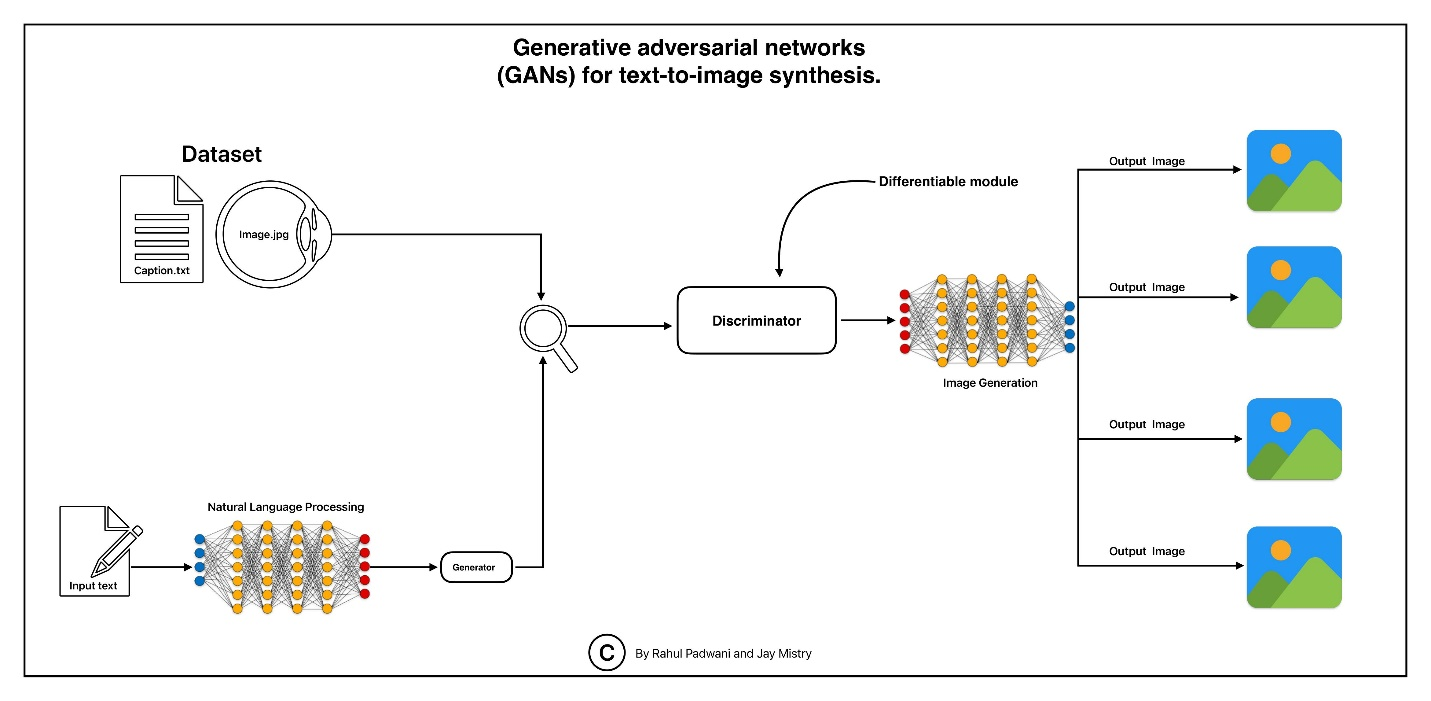 Generative adversarial networks
(GANs) for text-to-image synthesis.
Dataset
Caption.txt
Image.jpg
Differentiable module
Discriminator
Image Generation
Output Image
Output Image
Output Image
Output Image
Natural Language Processing
Input text
Generator
C By Rahul Padwani and Jay Mistry